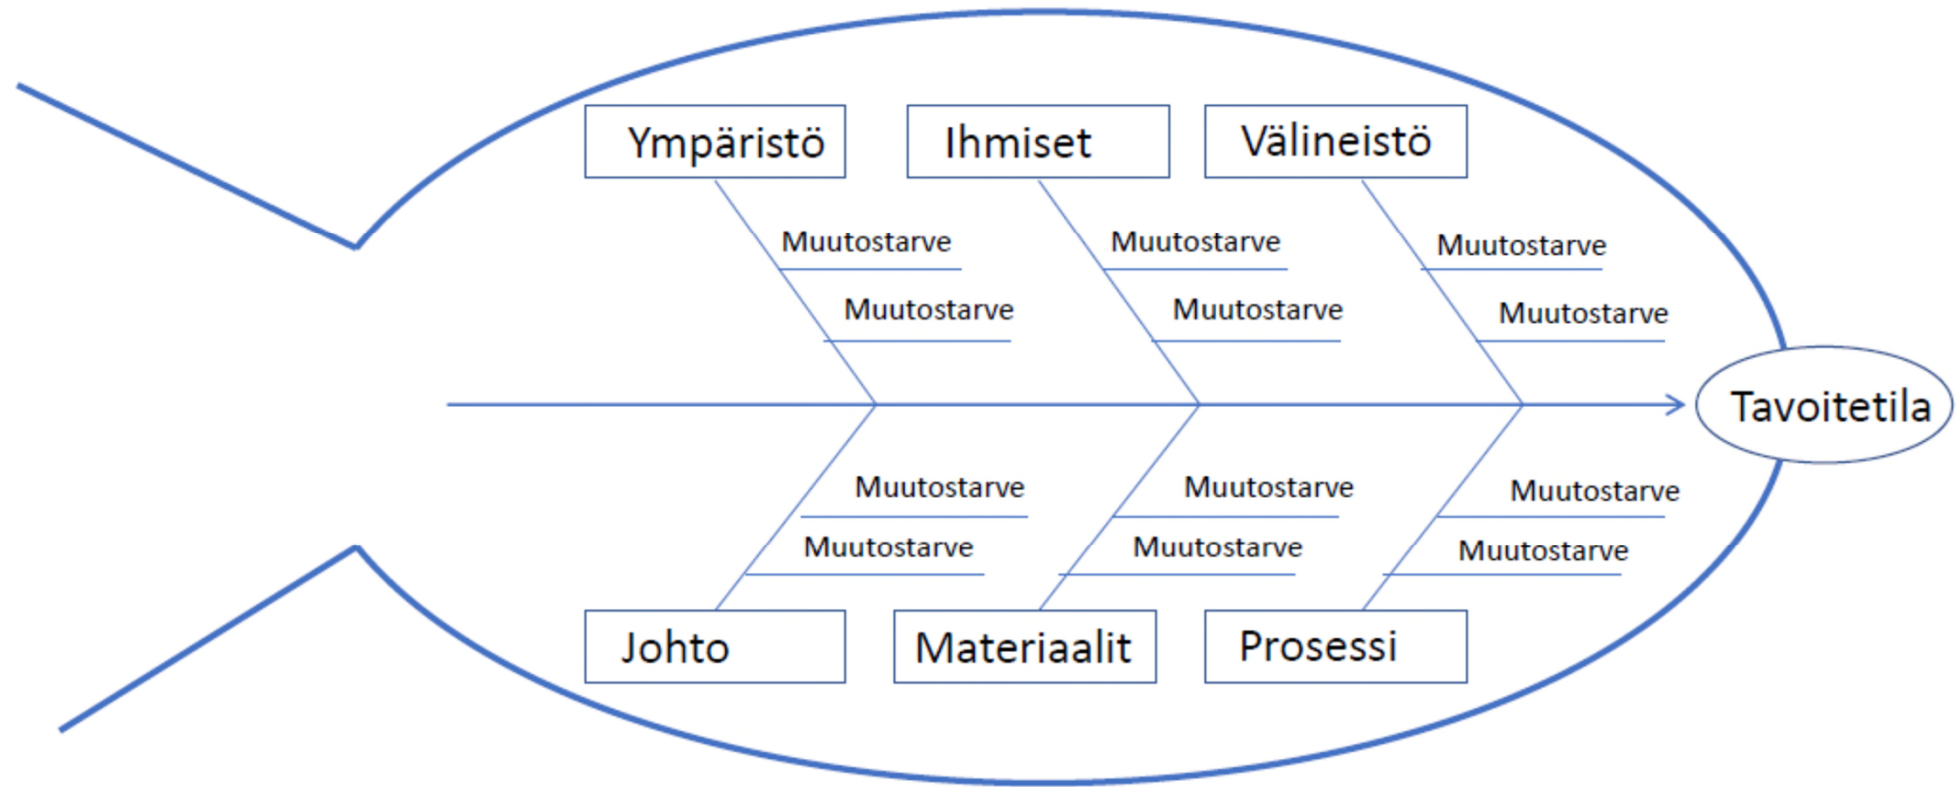 Ympäristö
Ihmiset
Välineistö
Muutostarve
Muutostarve
Muutostarve
Muutostarve
Muutostarve
Muutostarve
Tavoitetila
Muutostarve
Muutostarve
Muutostarve
Muutostarve
Muutostarve
Muutostarve
Johto
Materiaalit
Prosessi